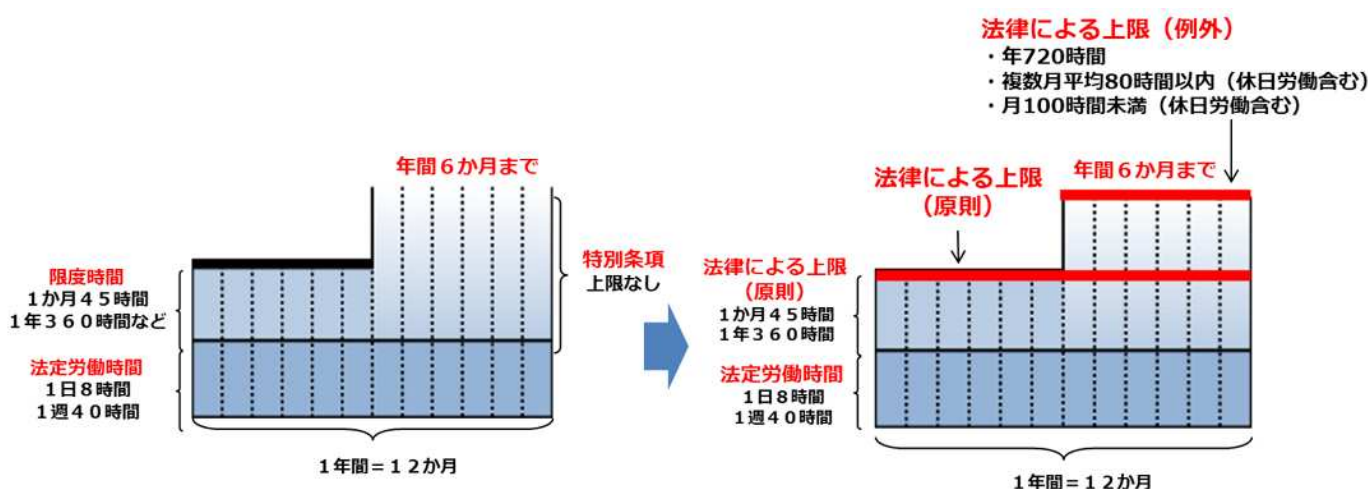 年間６か月まで
限度時間
１か月４５時間
１年３６０時間など
法定労働時間
１日８時間
１週４０時間
特別条項
上限なし
１年間＝１２か月
法律による上限（例外）
・年720時間
・複数月平均80時間以内（休日労働含む）
・月100時間未満（休日労働含む）
法律による上限
（原則）
年間６か月まで
法律による上限
（原則）
１か月４５時間
１年３６０時間
法定労働時間
１日８時間
１週４０時間
１年間＝１２か月